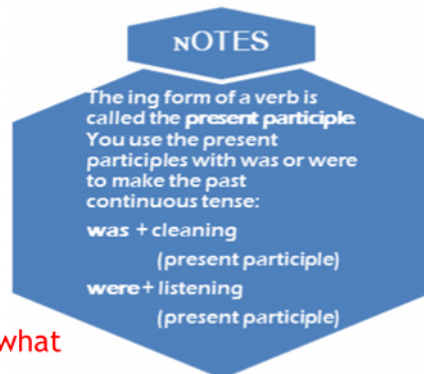 NOTES
The ing form of a verb is
called the present participle.
You use the present
participles with was or were
to make the past
continuous tense:
was + cleaning
(present participle)
were+ listening
(present participle)
what